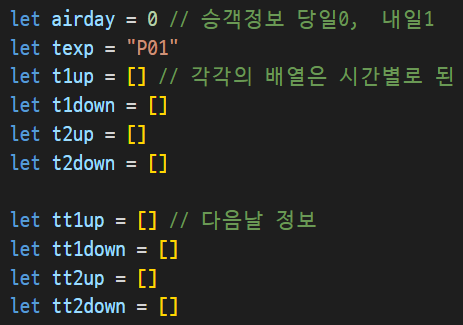 let airday = 0 // 승객정보 당일0, 내일1
let texp = "P01"
let t1up = [] // 각각의 배열은 시간별로 된
let t1down = []
let t2up = []
let t2down = []
let tt1up = [] // 다음날 정보
let tt1down = []
let tt2up = []
let tt2down = []